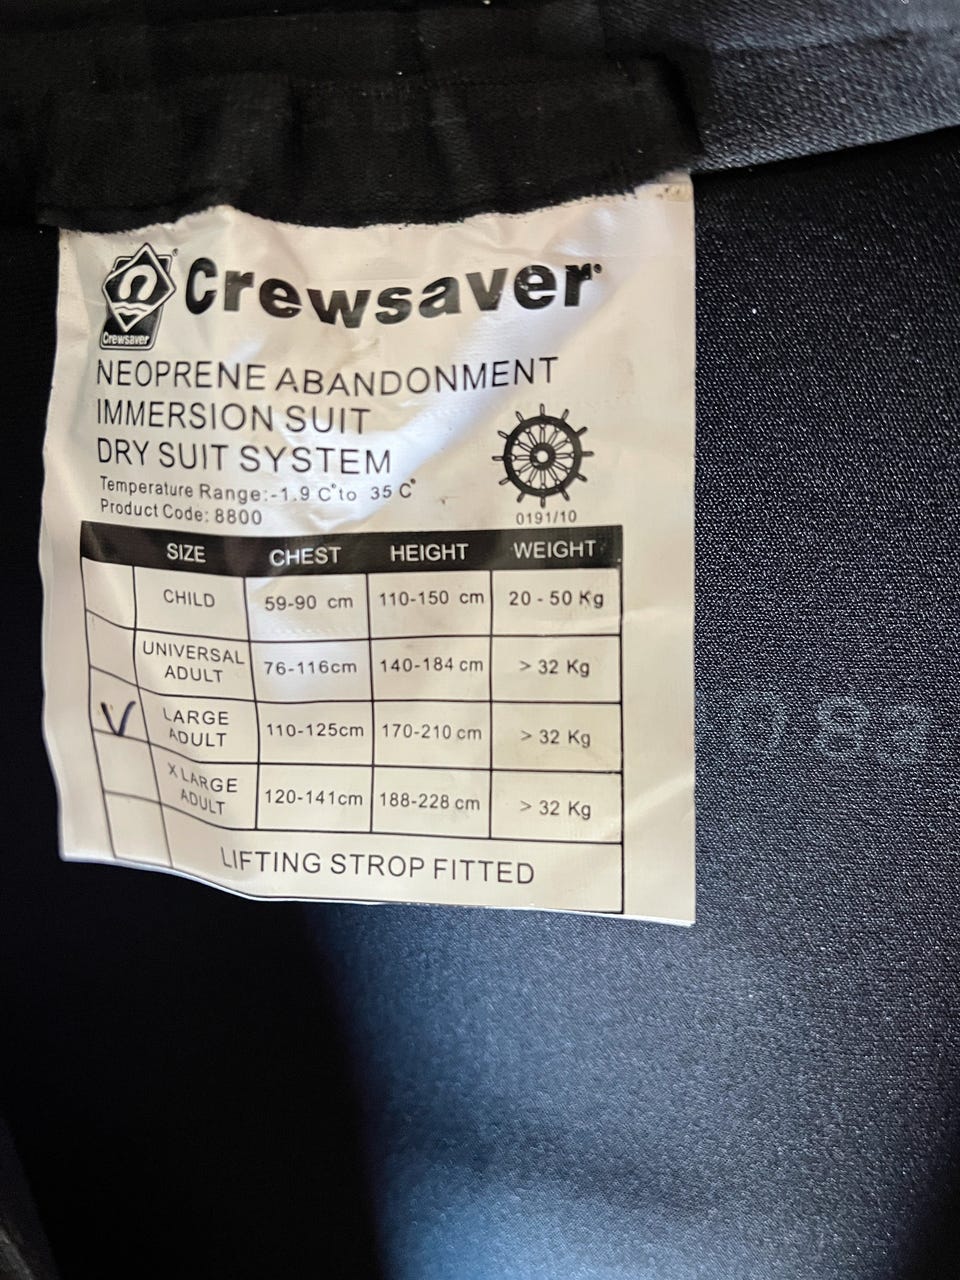 Crewsaver
Crewsaver
NEOPRENE ABANDONMENT
IMMERSION SUIT
DRY SUIT SYSTEM
Temperature Range:-1.9 C°to 35 C°
Product Code: 8800
0191/10
SIZE CHEST HEIGHT WEIGHT
CHILD 59-90 cm 110-150 cm 20 - 50 Kg
UNIVERSAL
ADULT 76-116cm 140-184 cm > 32 Kg
V LARGE
ADULT 110-125cm 170-210 cm > 32 Kg
X LARGE
ADULT 120-141cm 188-228 cm > 32 Kg
LIFTING STROP FITTED